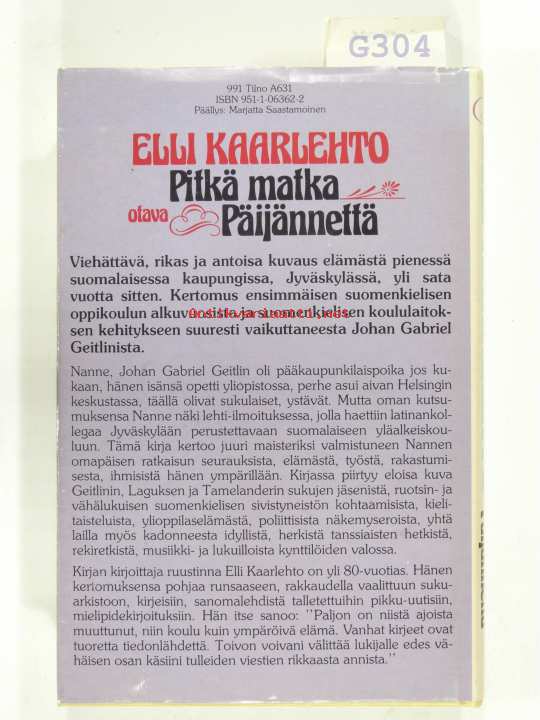 G304
991 Tilno A631
ISBN 951-1-06362-2
Päällys: Marjatta Saastamoinen
ELLI KAARLEHTO
Pitkä matka
otava Päijännettä
Viehättävä, rikas ja antoisa kuvaus elämästä pienessä
suomalaisessa kaupungissa, Jyväskylässä, yli sata
vuotta sitten. Kertomus ensimmäisen suomenkielisen
oppikoulun alkuvuosista ja suomenkielisen koululaitok-
sen kehitykseen suuresti vaikuttaneesta Johan Gabriel
Geitlinista.
Nanne, Johan Gabriel Geitlin oli pääkaupunkilaispoika jos ku-
kaan, hänen isänsä opetti yliopistossa, perhe asui aivan Helsingin
keskustassa, täällä olivat sukulaiset, ystävät. Mutta oman kutsu-
muksensa Nanne näki lehti-ilmoituksessa, jolla haettiin latinankol-
legaa Jyväskylään perustettavaan suomalaiseen yläalkeiskou-
luun. Tämä kirja kertoo juuri maisteriksi valmistuneen Nannen
omapäisen ratkaisun seurauksista, elämästä, työstä, rakastumi-
sesta, ihmisistä hänen ympärillään. Kirjassa piirtyy eloisa kuva
Geitlinin, Laguksen ja Tamelanderin sukujen jäsenistä, ruotsin- ja
vähälukuisen suomenkielisen sivistyneistön kohtaamisista, kieli-
taisteluista, ylioppilaselämästä, poliittisista näkemyseroista, yhtä
lailla myös kadonneesta idyllistä, herkistä tanssiaisten hetkistä,
rekiretkistä, musiikki- ja lukuilloista kynttilöiden valossa.
Kirjan kirjoittaja ruustinna Elli Kaarlehto on yli 80-vuotias. Hänen
kertomuksensa pohjaa runsaaseen, rakkaudella vaalittuun suku-
arkistoon, kirjeisiin, sanomalehdistä talletettuihin pikku-uutisiin,
mielipidekirjoituksiin. Hän itse sanoo: "Paljon on niistä ajoista
muuttunut, niin koulu kuin ympäröivä elämä. Vanhat kirjeet ovat
tuoretta tiedonlähdettä. Toivon voivani välittää lukijalle edes vä-
häisen osan käsiini tulleiden viestien rikkaasta annista."